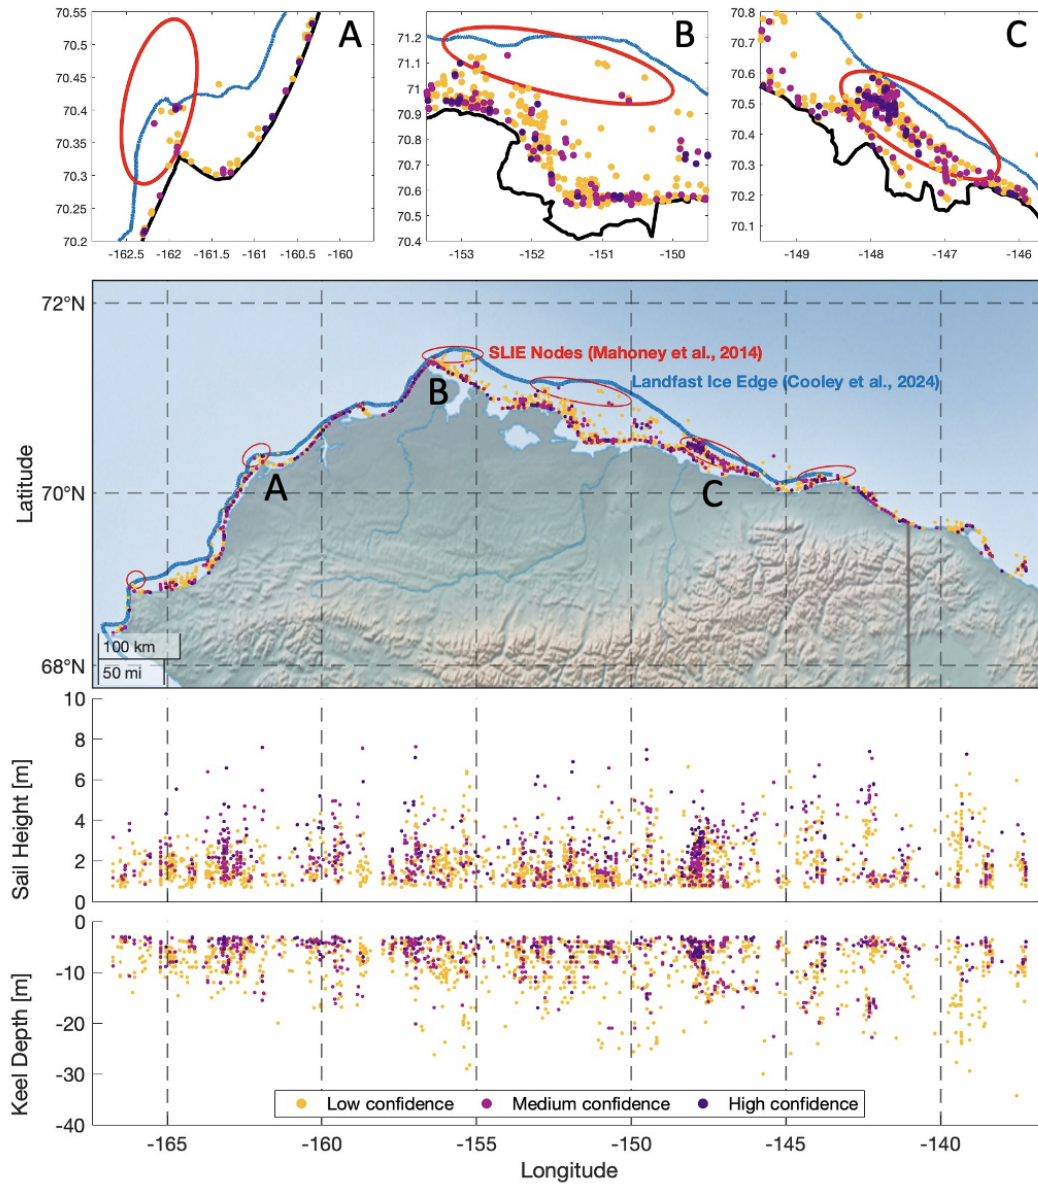 A
70.55
70.5
70.45
70.4
70.35
70.3
70.25
70.2
-162.5 -162 -161.5 -161 -160.5 -160
B
71.2
71.1
71
70.9
70.8
70.7
70.6
70.5
70.4
-153 -152 -151 -150
C
70.8
70.7
70.6
70.5
70.4
70.3
70.2
70.1
-149 -148 -147 -146
72°N
SLIE Nodes (Mahoney et al., 2014)
Landfast Ice Edge (Cooley et al., 2024)
B
Latitude
70°N
A
C
100 km
50 mi
68°N
Sail Height [m]
10
8
6
4
2
0
Keel Depth [m]
0
-10
-20
-30
-40
Low confidence Medium confidence High confidence
-165 -160 -155 -150 -145 -140
Longitude